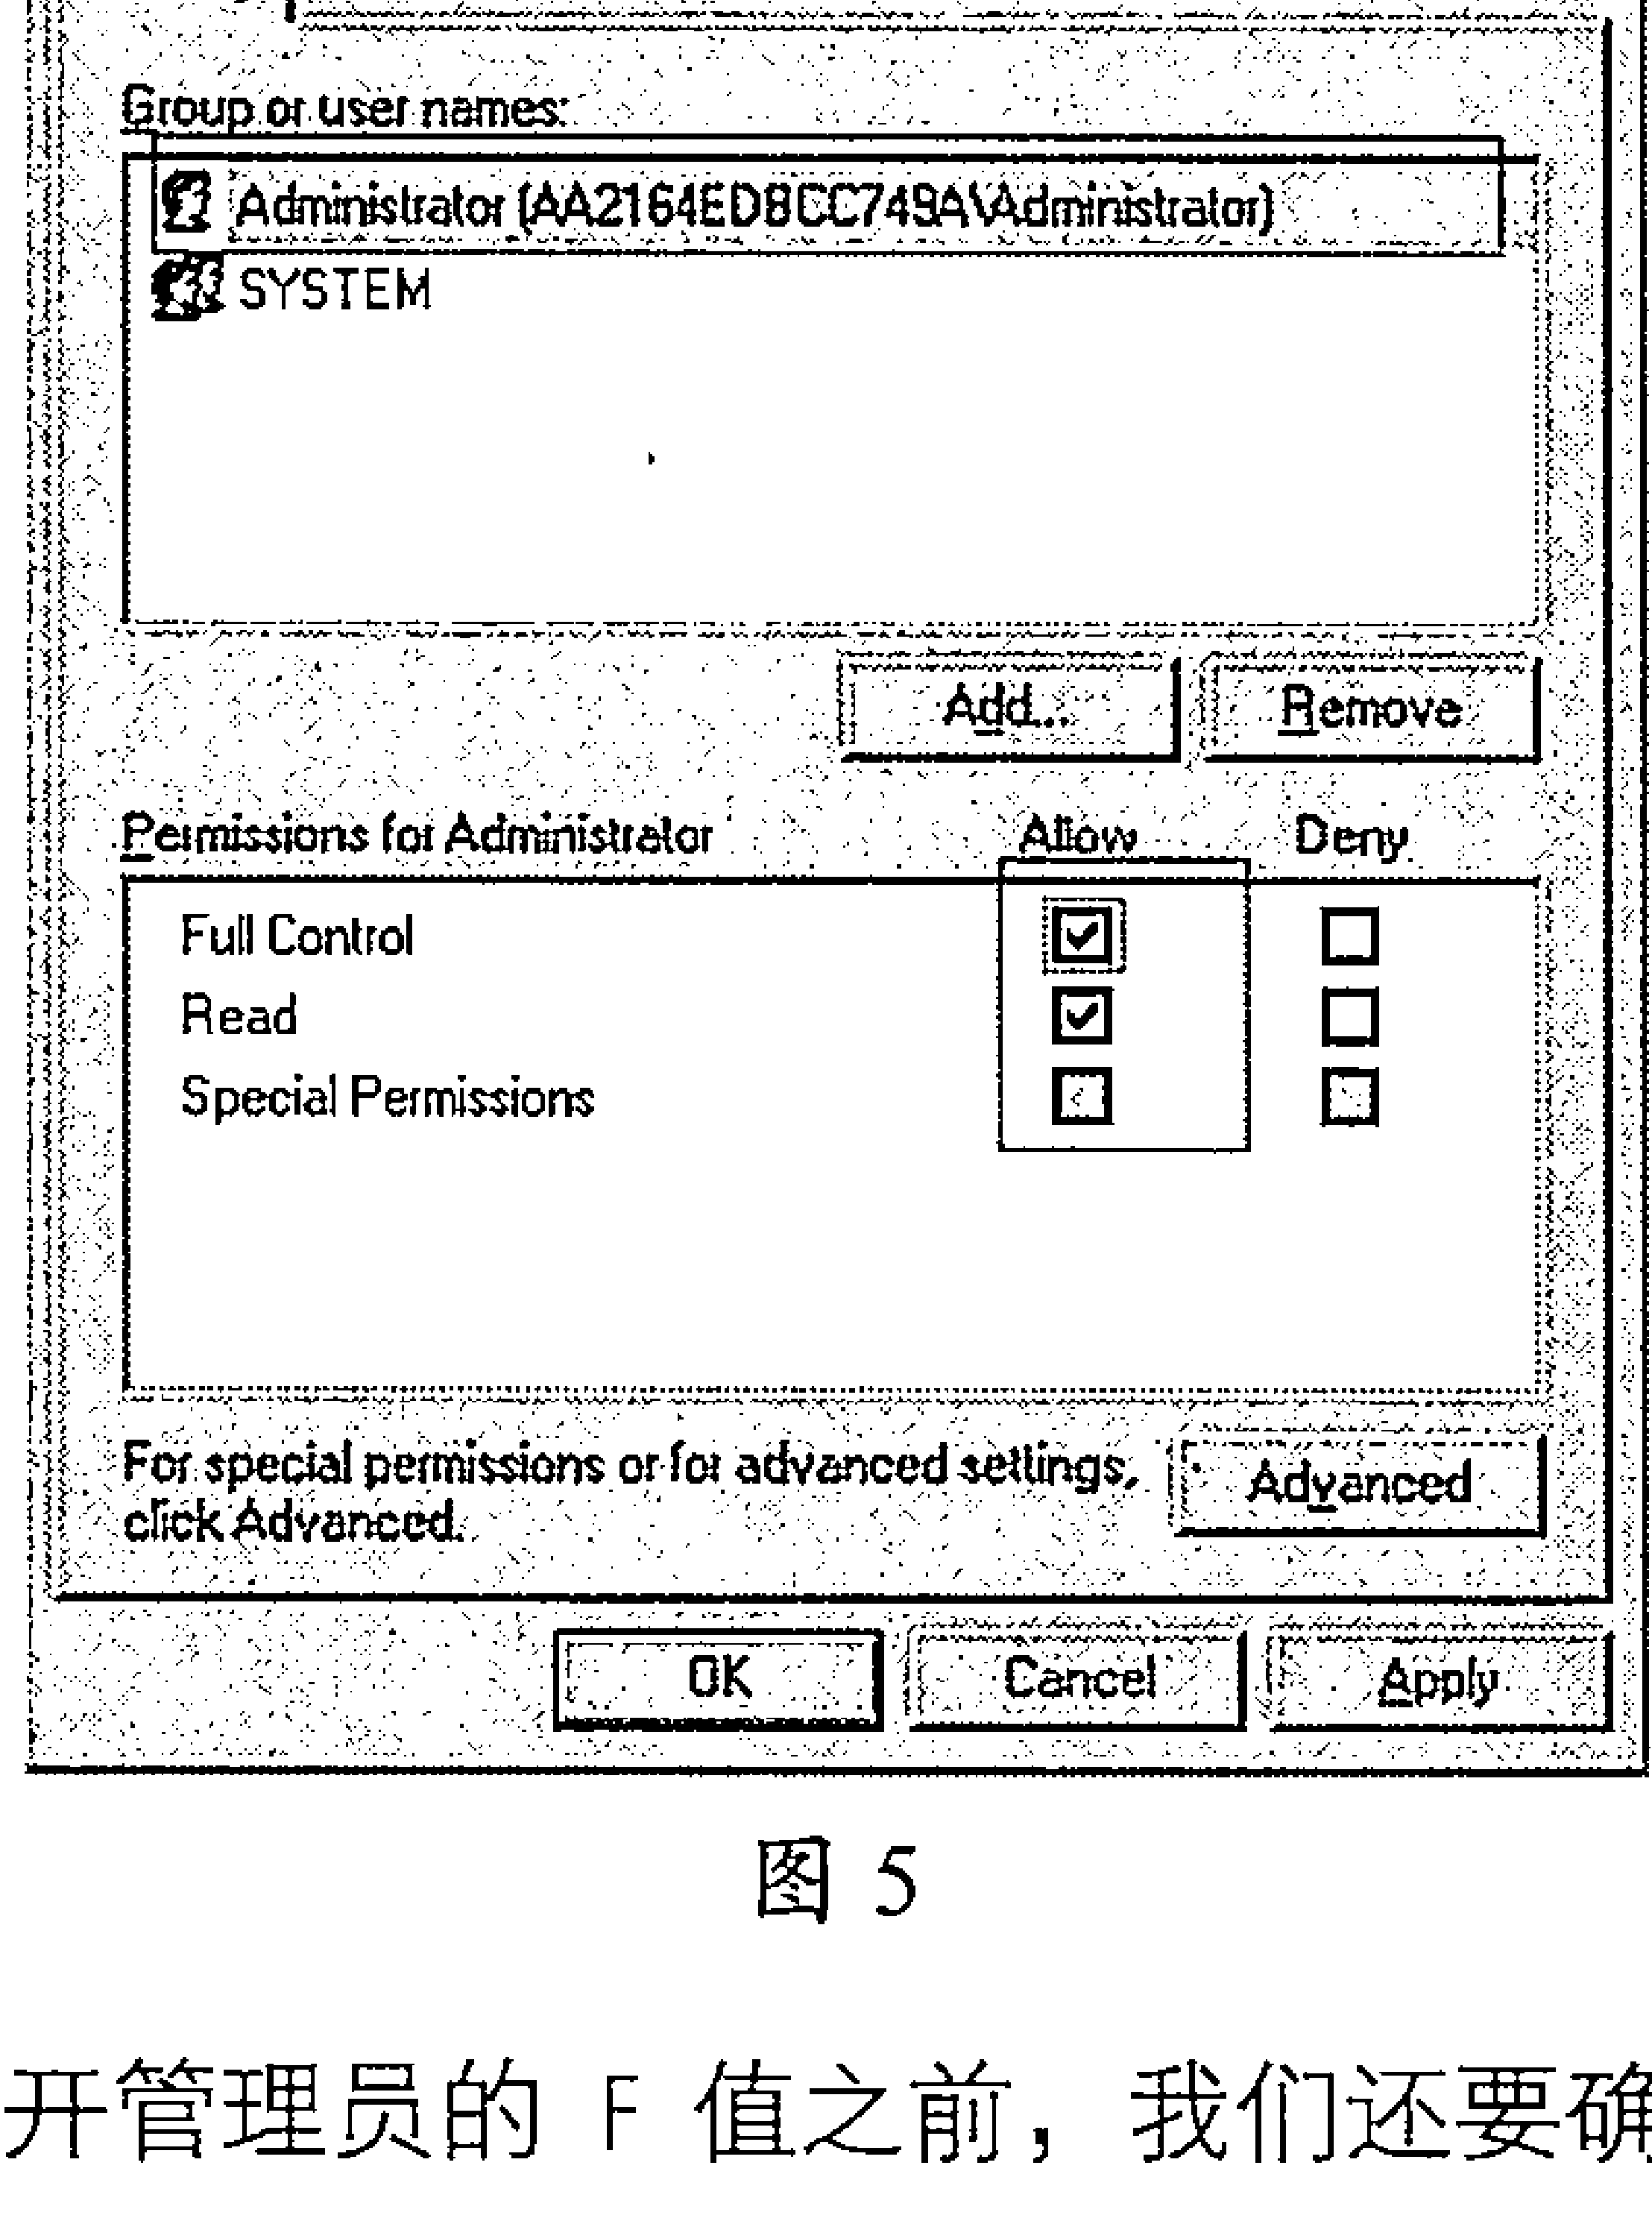 Group or user names:
Administrator (AA2164ED8CC749A\Administrator)
SYSTEM
Add... Remove
Permissions for Administrator Allow Deny
Full Control
Read
Special Permissions
For special permissions or for advanced settings,
click Advanced.
Advanced
OK Cancel Apply
图 5
开管理员的 F 值之前，我们还要确